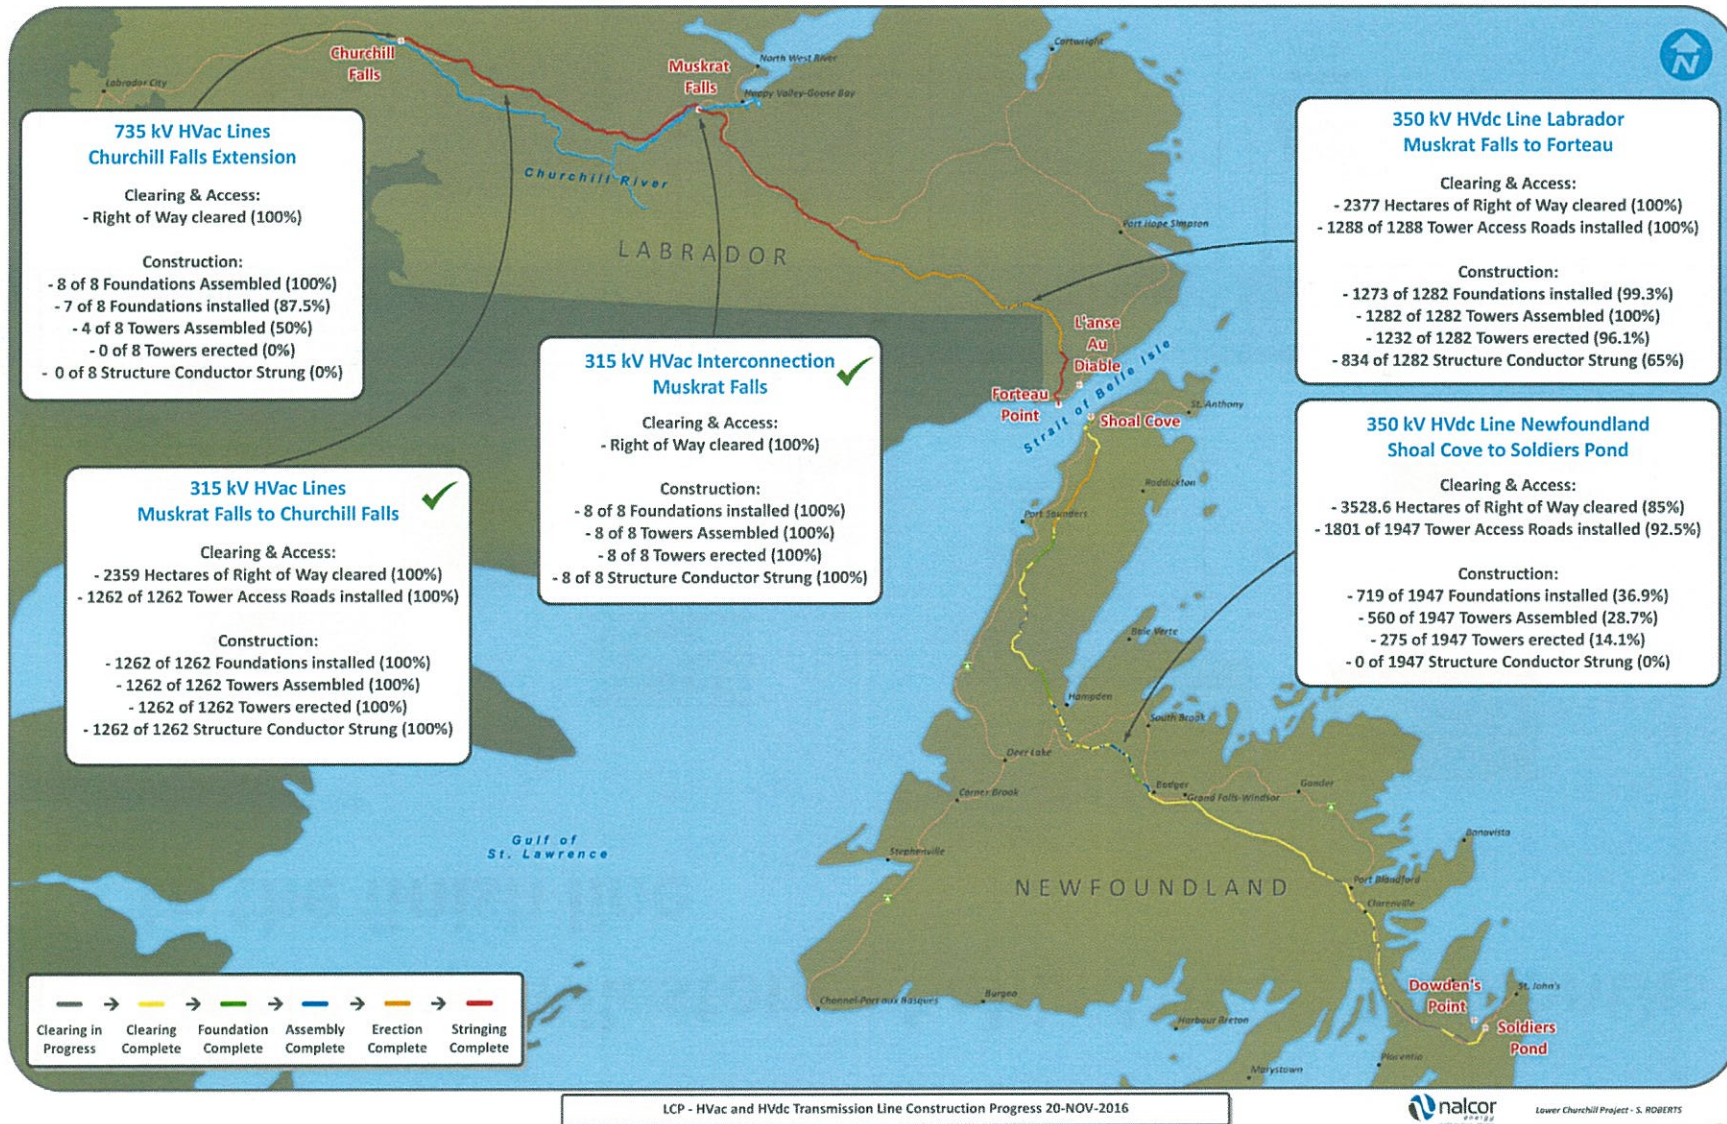 Churchill
Falls
Labrador City
Muskrat
Falls
North West River
Happy Valley-Goose Bay
Cartwright
N
735 kV HVac Lines
Churchill Falls Extension
Clearing & Access:
- Right of Way cleared (100%)
Construction:
- 8 of 8 Foundations Assembled (100%)
- 7 of 8 Foundations installed (87.5%)
- 4 of 8 Towers Assembled (50%)
- 0 of 8 Towers erected (0%)
- 0 of 8 Structure Conductor Strung (0%)
Churchill River
LABRADOR
Port Hope Simpson
350 kV HVdc Line Labrador
Muskrat Falls to Forteau
Clearing & Access:
- 2377 Hectares of Right of Way cleared (100%)
- 1288 of 1288 Tower Access Roads installed (100%)
Construction:
- 1273 of 1282 Foundations installed (99.3%)
- 1282 of 1282 Towers Assembled (100%)
- 1232 of 1282 Towers erected (96.1%)
- 834 of 1282 Structure Conductor Strung (65%)
315 kV HVac Interconnection
Muskrat Falls
Clearing & Access:
- Right of Way cleared (100%)
Construction:
- 8 of 8 Foundations installed (100%)
- 8 of 8 Towers Assembled (100%)
- 8 of 8 Towers erected (100%)
- 8 of 8 Structure Conductor Strung (100%)
L'anse
Au
Diable
Forteau
Point
Strait of Belle Isle
Shoal Cove
St. Anthony
350 kV HVdc Line Newfoundland
Shoal Cove to Soldiers Pond
Clearing & Access:
- 3528.6 Hectares of Right of Way cleared (85%)
- 1801 of 1947 Tower Access Roads installed (92.5%)
Construction:
- 719 of 1947 Foundations installed (36.9%)
- 560 of 1947 Towers Assembled (28.7%)
- 275 of 1947 Towers erected (14.1%)
- 0 of 1947 Structure Conductor Strung (0%)
315 kV HVac Lines
Muskrat Falls to Churchill Falls
Clearing & Access:
- 2359 Hectares of Right of Way cleared (100%)
- 1262 of 1262 Tower Access Roads installed (100%)
Construction:
- 1262 of 1262 Foundations installed (100%)
- 1262 of 1262 Towers Assembled (100%)
- 1262 of 1262 Towers erected (100%)
- 1262 of 1262 Structure Conductor Strung (100%)
Roddickton
Port Saunders
Baie Verte
Hampden
South Brook
Deer Lake
Badger
Grand Falls-Windsor
Gander
Corner Brook
Gulf of
St. Lawrence
Stephenville
Bonavista
NEWFOUNDLAND
Port Blandford
Clarenville
Dowden's
Point
St. John's
Soldiers
Pond
Channel-Port aux Basques
Burgeo
Harbour Breton
Placentia
Marystown
Clearing in
Progress
Clearing
Complete
Foundation
Complete
Assembly
Complete
Erection
Complete
Stringing
Complete
LCP - HVac and HVdc Transmission Line Construction Progress 20-NOV-2016
nalcor
energy
Lower Churchill Project - S. ROBERTS